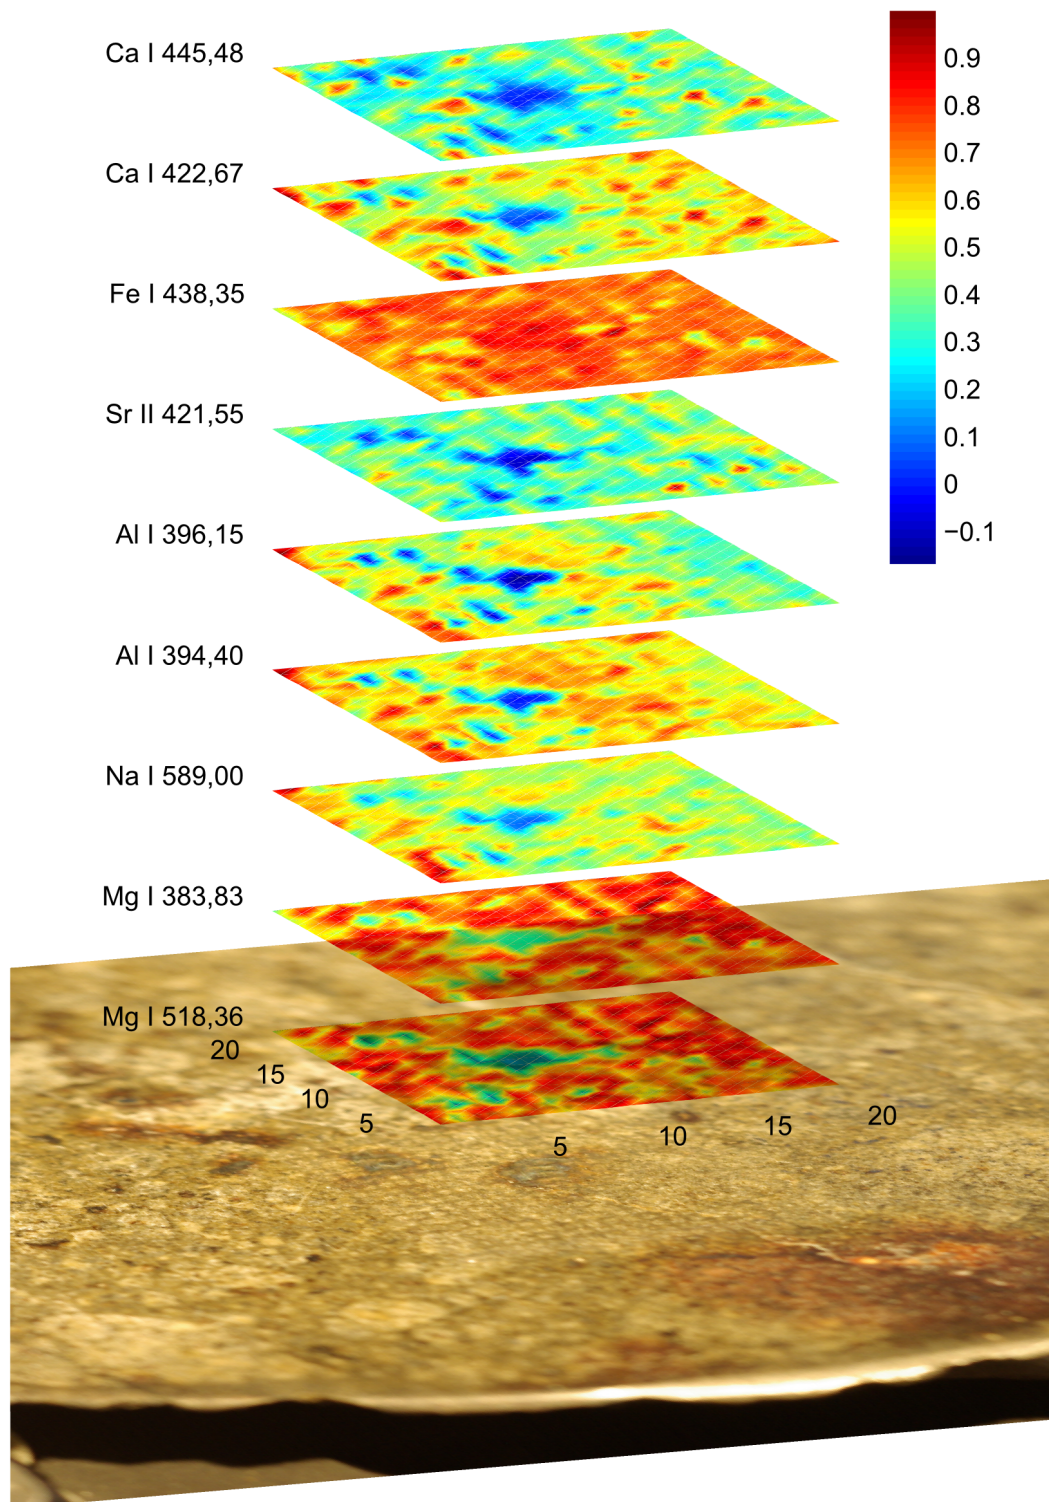 Ca I 445,48
Ca I 422,67
Fe I 438,35
Sr II 421,55
Al I 396,15
Al I 394,40
Na I 589,00
Mg I 383,83
Mg I 518,36
20
15
10
5
5
10
15
20
0.9
0.8
0.7
0.6
0.5
0.4
0.3
0.2
0.1
0
−0.1